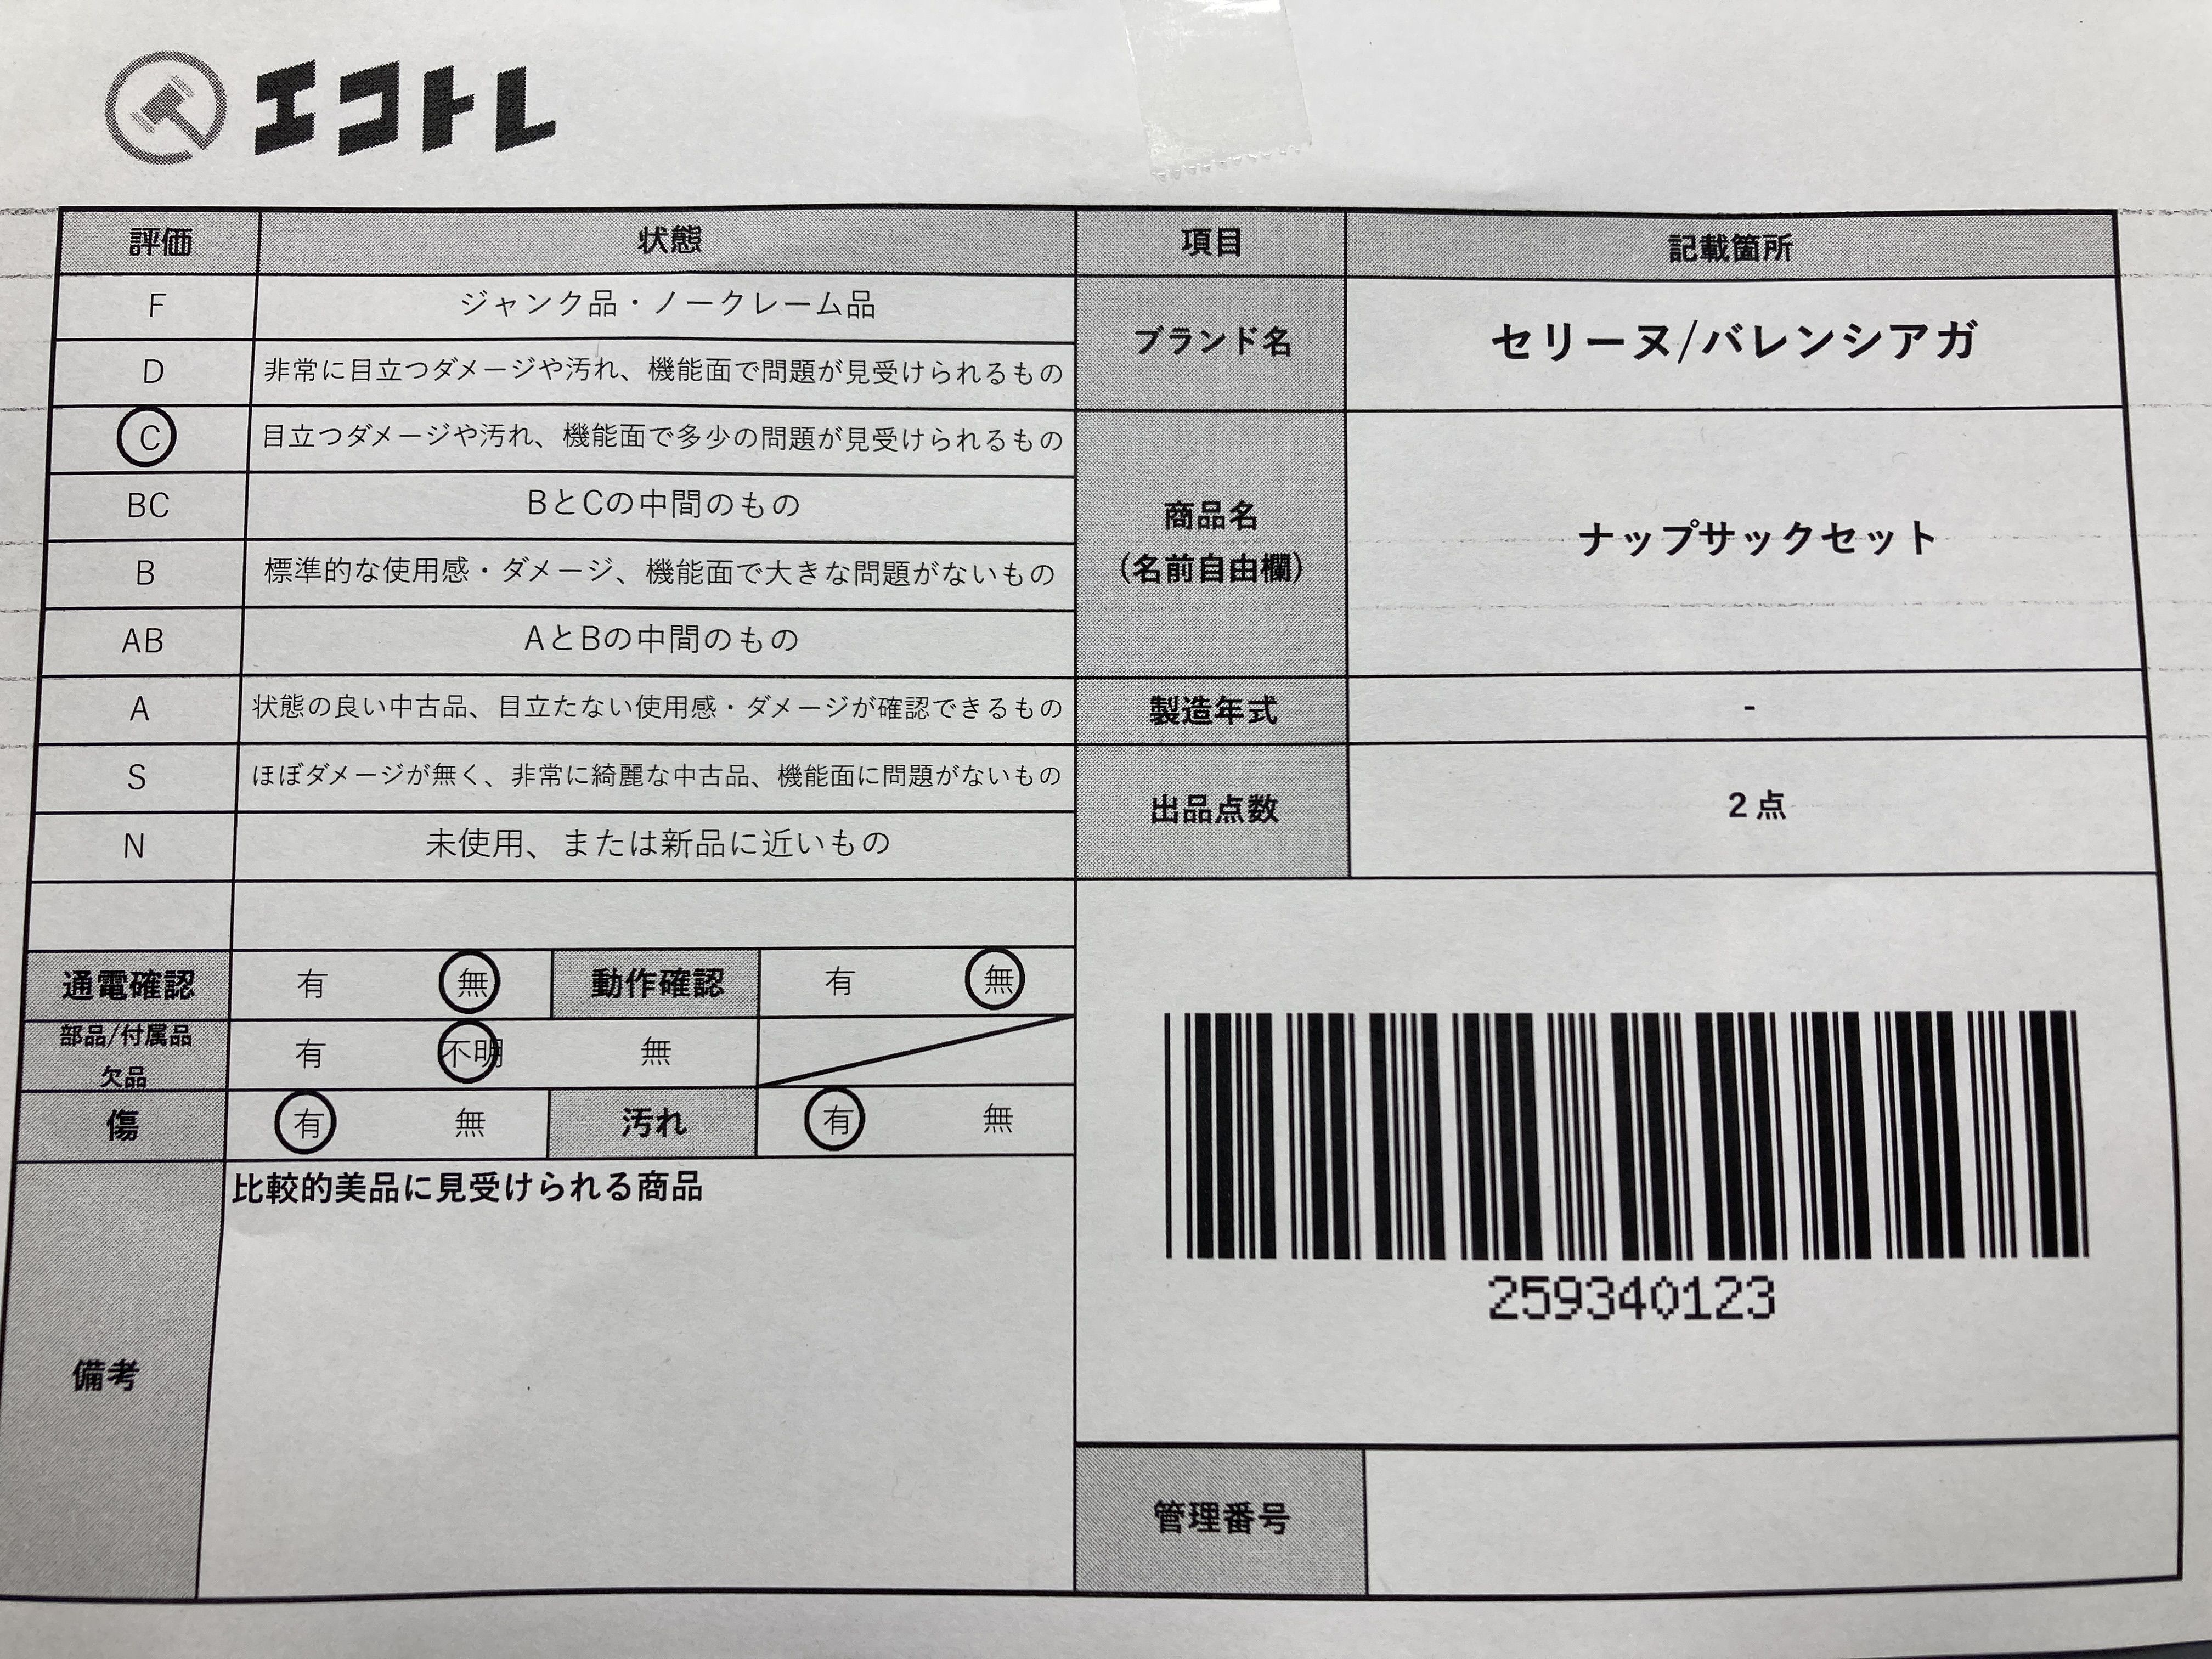 エコトレ
評価 状態 項目 記載箇所
F ジャンク品・ノークレーム品
D 非常に目立つダメージや汚れ、機能面で問題が見受けられるもの
C 目立つダメージや汚れ、機能面で多少の問題が見受けられるもの
BC BとCの中間のもの
B 標準的な使用感・ダメージ、機能面で大きな問題がないもの
AB AとBの中間のもの
A 状態の良い中古品、目立たない使用感・ダメージが確認できるもの
S ほぼダメージが無く、非常に綺麗な中古品、機能面に問題がないもの
N 未使用、または新品に近いもの
ブランド名 セリーヌ/バレンシアガ
商品名
(名前自由欄)
ナップサックセット
製造年式 -
出品点数 2点
通電確認 有 無 動作確認 有 無
部品/付属品
欠品
有 不明 無
傷 有 無 汚れ 有 無
備考
比較的美品に見受けられる商品
259340123
管理番号